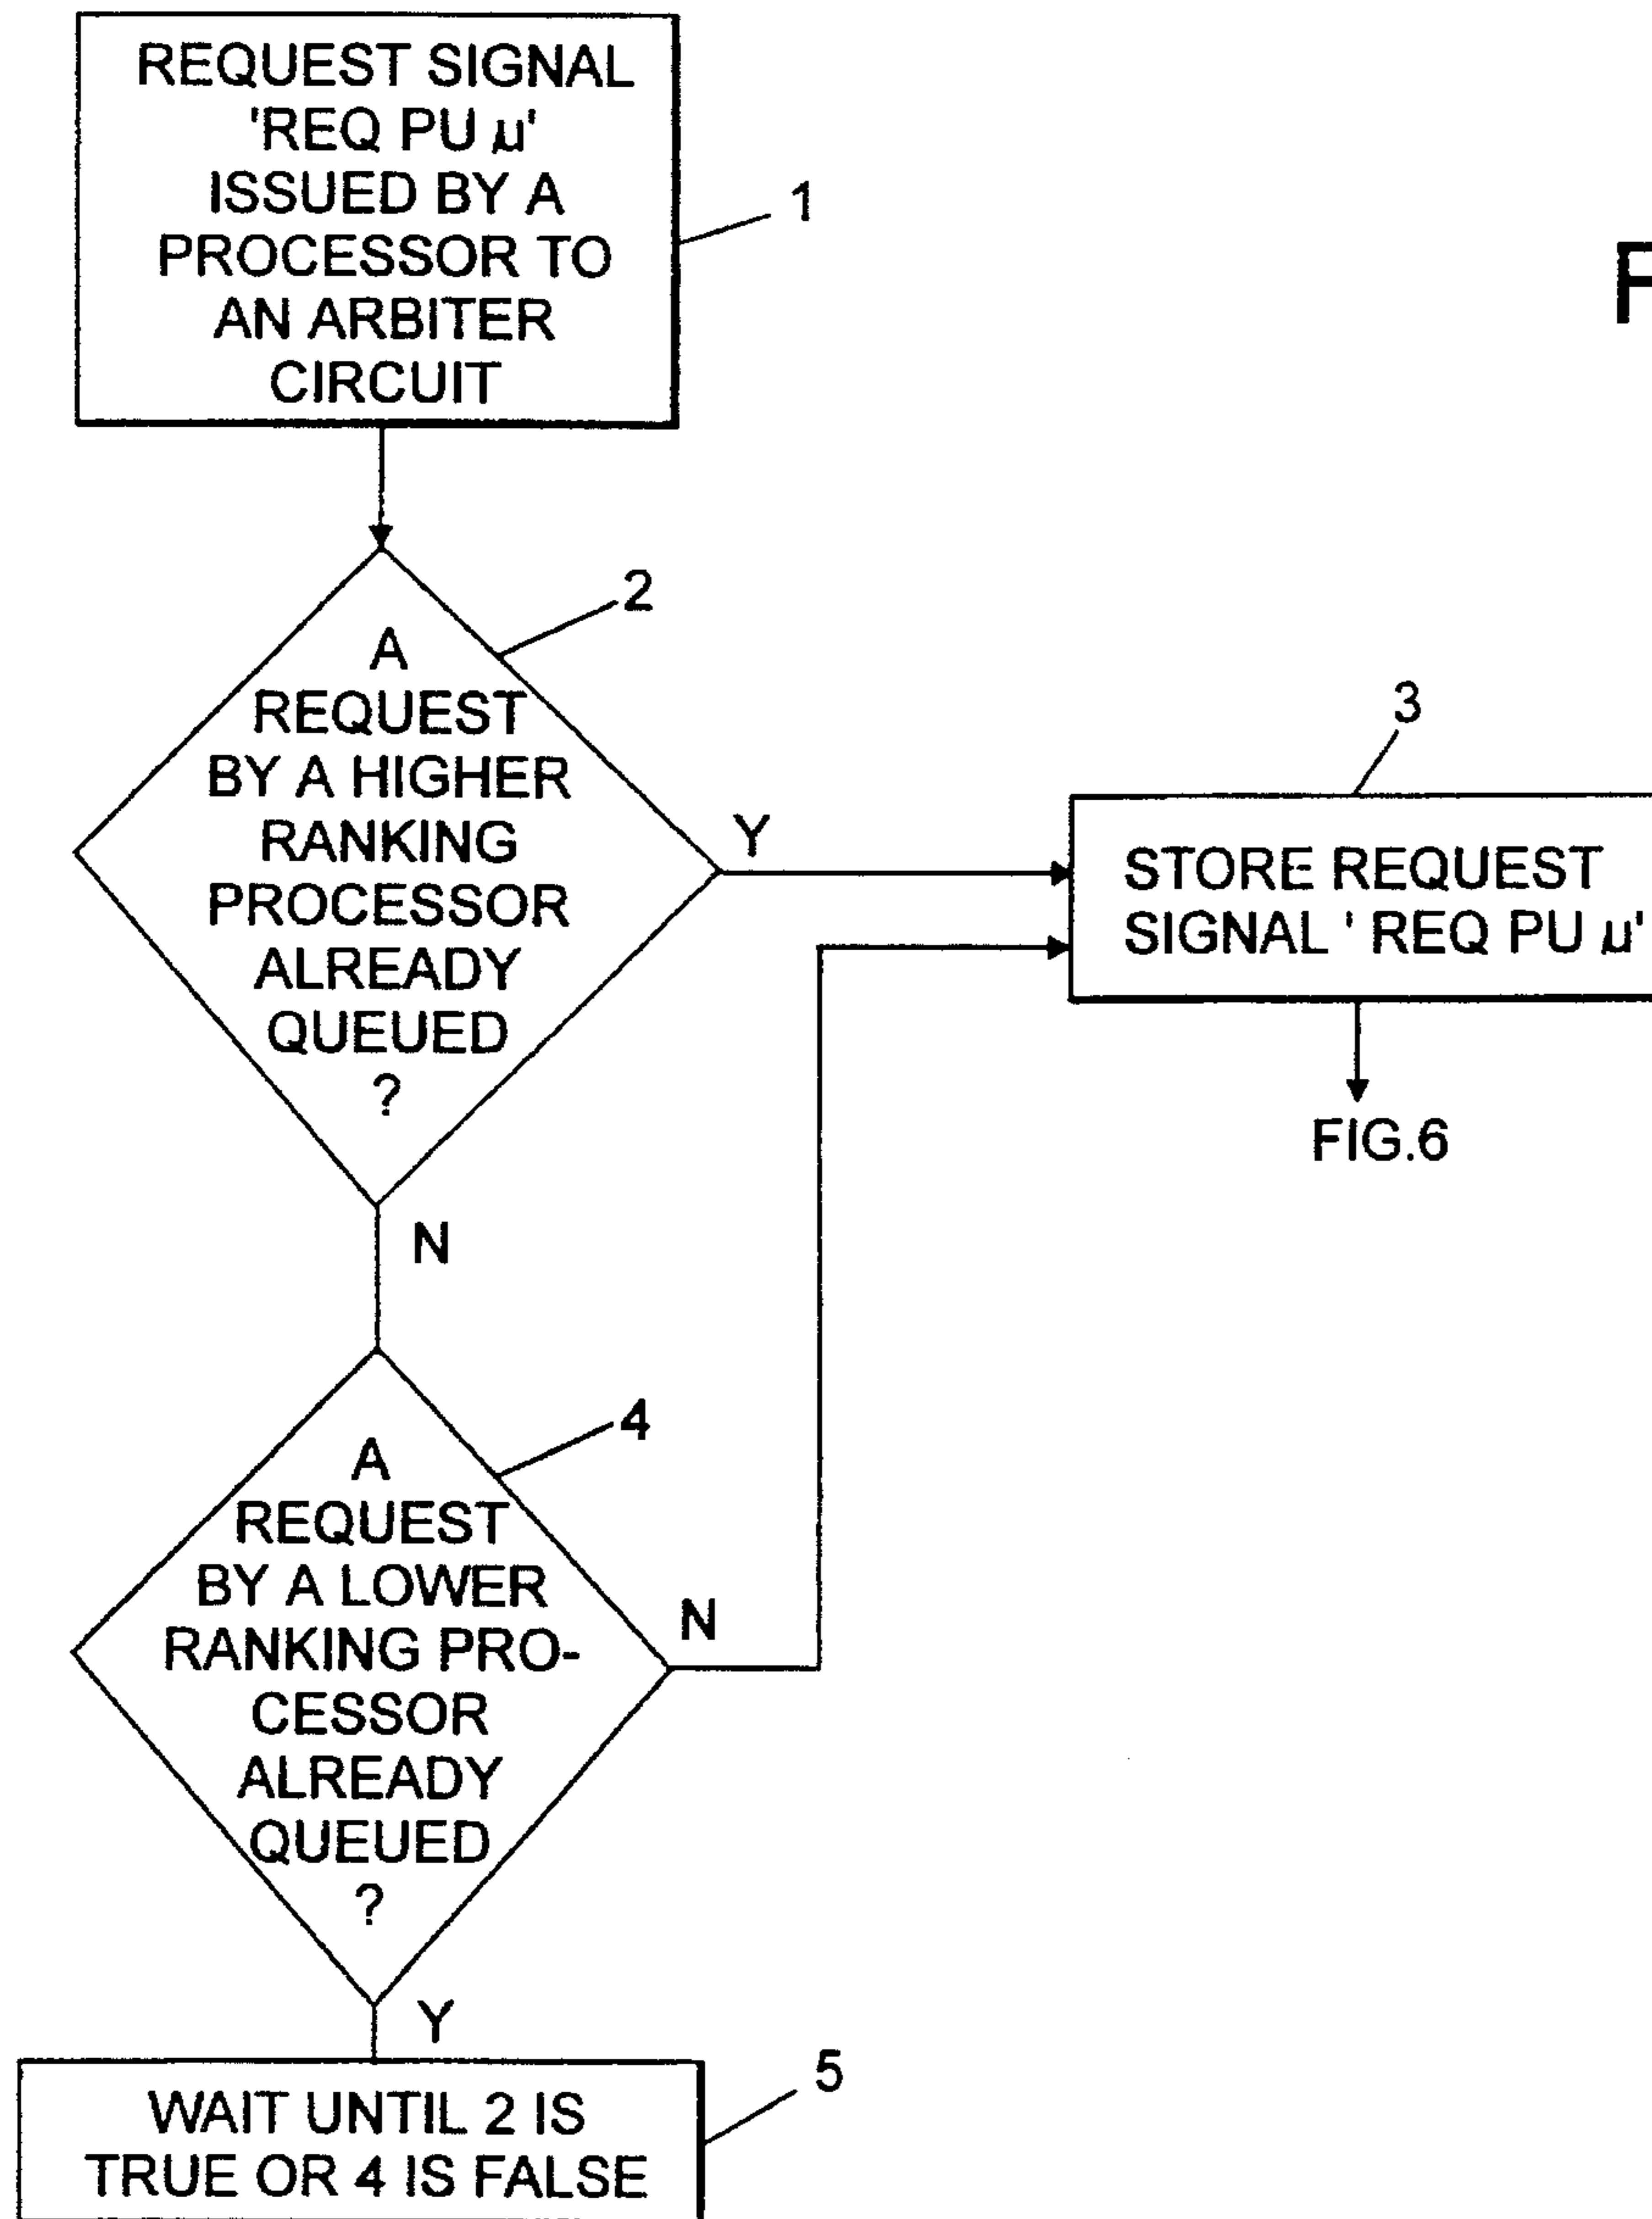 REQUEST SIGNAL
'REQ PU μ'
ISSUED BY A
PROCESSOR TO
AN ARBITER
CIRCUIT
1
F
2
A
REQUEST
BY A HIGHER
RANKING
PROCESSOR
ALREADY
QUEUED
?
Y
3
STORE REQUEST
SIGNAL ' REQ PU μ'
FIG.6
N
4
A
REQUEST
BY A LOWER
RANKING PRO-
CESSOR
ALREADY
QUEUED
?
N
Y
5
WAIT UNTIL 2 IS
TRUE OR 4 IS FALSE